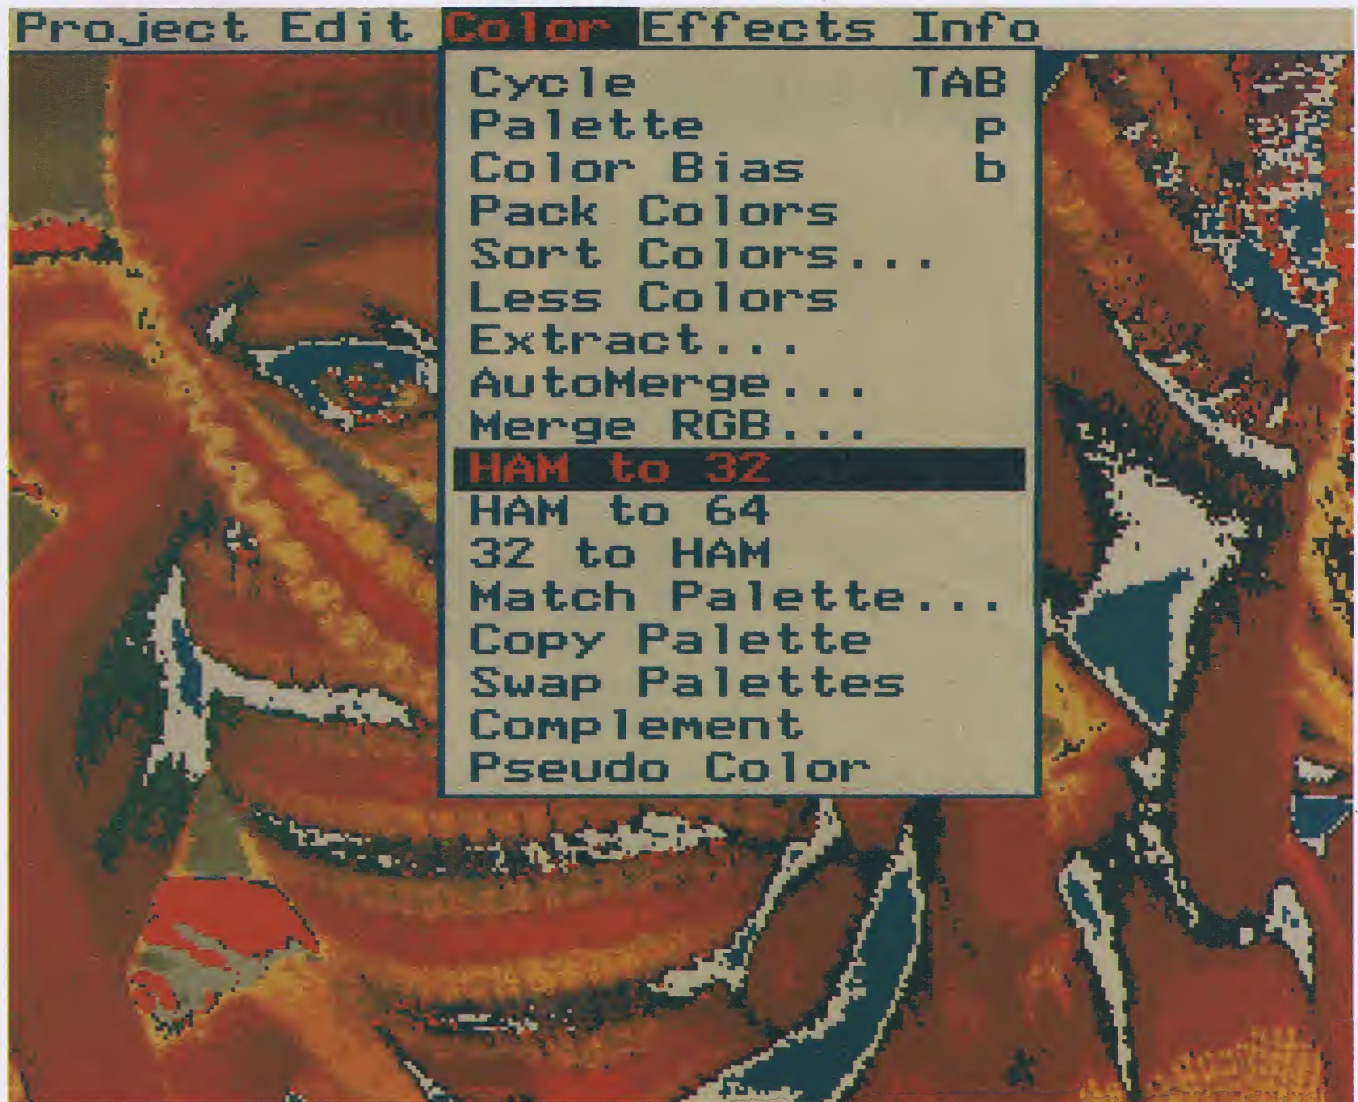 Project Edit Color Effects Info
Cycle TAB
Palette p
Color Bias b
Pack Colors
Sort Colors...
Less Colors
Extract...
AutoMerge...
Merge RGB...
HAM to 32
HAM to 64
32 to HAM
Match Palette...
Copy Palette
Swap Palettes
Complement
Pseudo Color